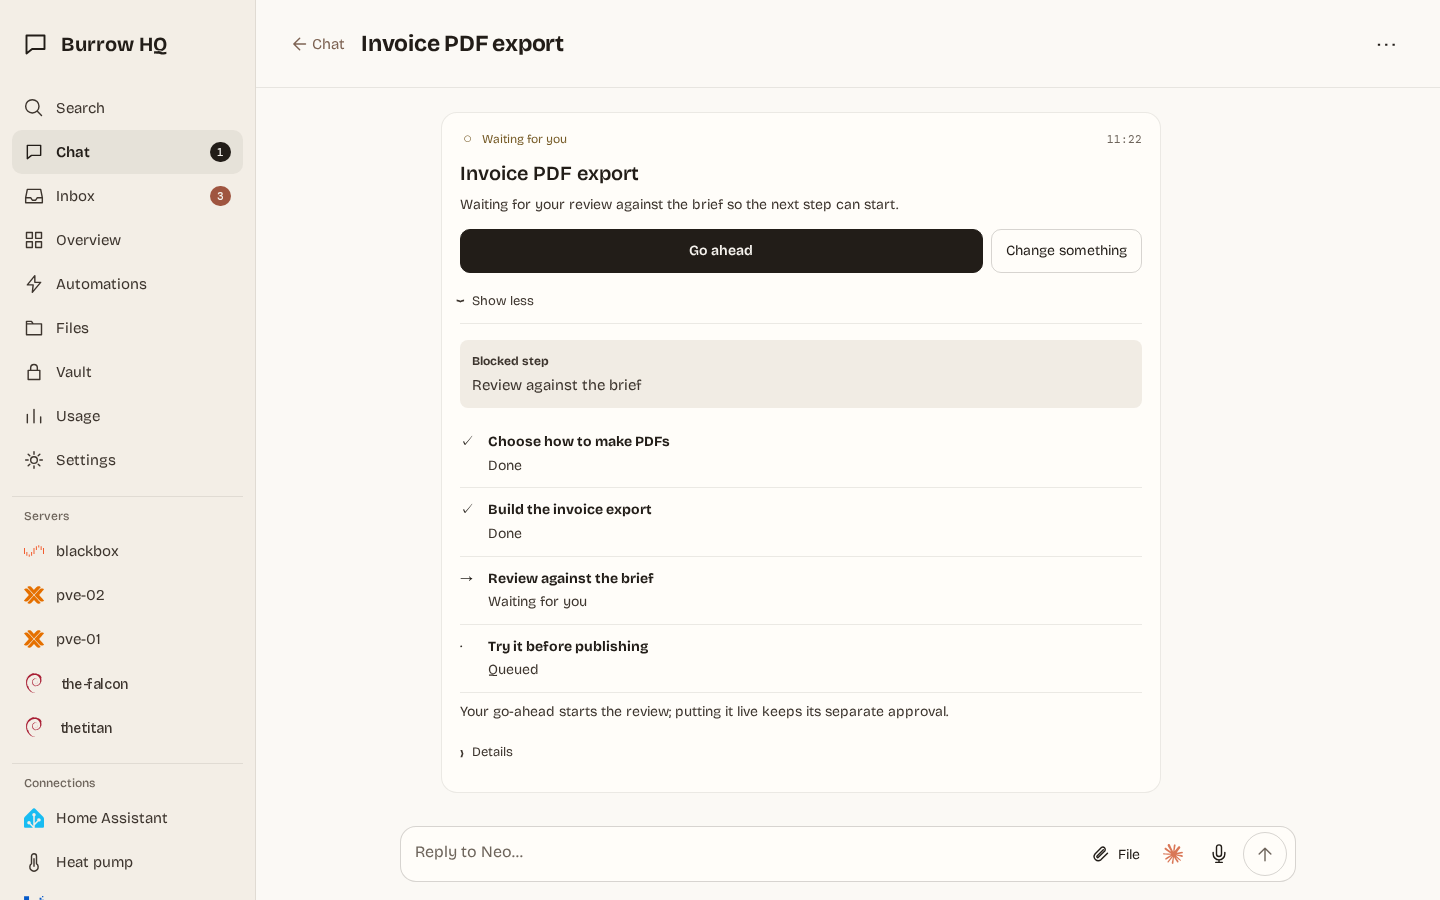 Burrow HQ
Search
Chat 1
Inbox 3
Overview
Automations
Files
Vault
Usage
Settings
Servers
blackbox
pve-02
pve-01
the-falcon
thetitan
Connections
Home Assistant
Heat pump
← Chat Invoice PDF export ...
Waiting for you 11:22
Invoice PDF export
Waiting for your review against the brief so the next step can start.
Go ahead Change something
Show less
Blocked step
Review against the brief
✓ Choose how to make PDFs
Done
✓ Build the invoice export
Done
→ Review against the brief
Waiting for you
· Try it before publishing
Queued
Your go-ahead starts the review; putting it live keeps its separate approval.
Details
Reply to Neo... File